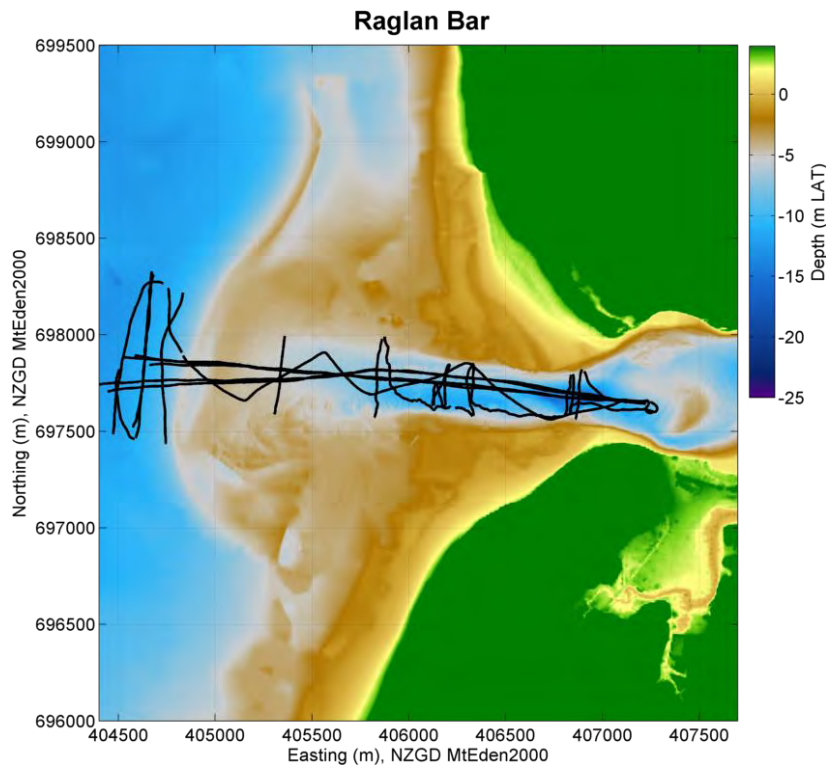 Raglan Bar
699500
699000
698500
698000
697500
697000
696500
696000
Northing (m), NZGD MtEden2000
404500 405000 405500 406000 406500 407000 407500
Easting (m), NZGD MtEden2000
0
-5
-10
-15
-20
-25
Depth (m LAT)